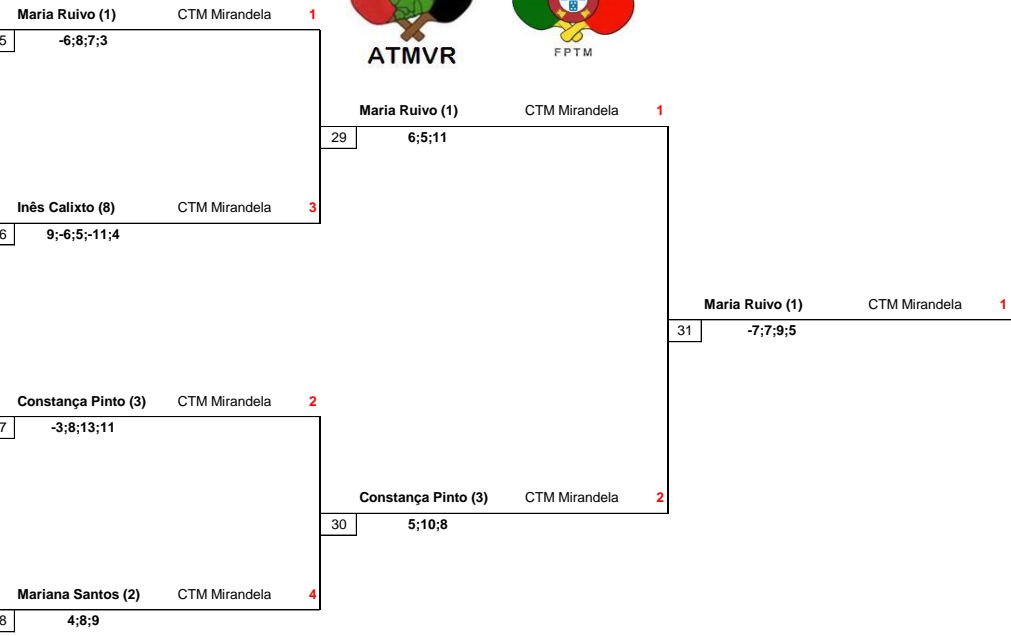 Maria Ruivo (1) CTM Mirandela 1
5 -6;8;7;3
ATMVR
FPTM
Maria Ruivo (1) CTM Mirandela 1
29 6;5;11
Inês Calixto (8) CTM Mirandela 3
6 9;-6;5;-11;4
Maria Ruivo (1) CTM Mirandela 1
31 -7;7;9;5
Constança Pinto (3) CTM Mirandela 2
7 -3;8;13;11
Constança Pinto (3) CTM Mirandela 2
30 5;10;8
Mariana Santos (2) CTM Mirandela 4
8 4;8;9